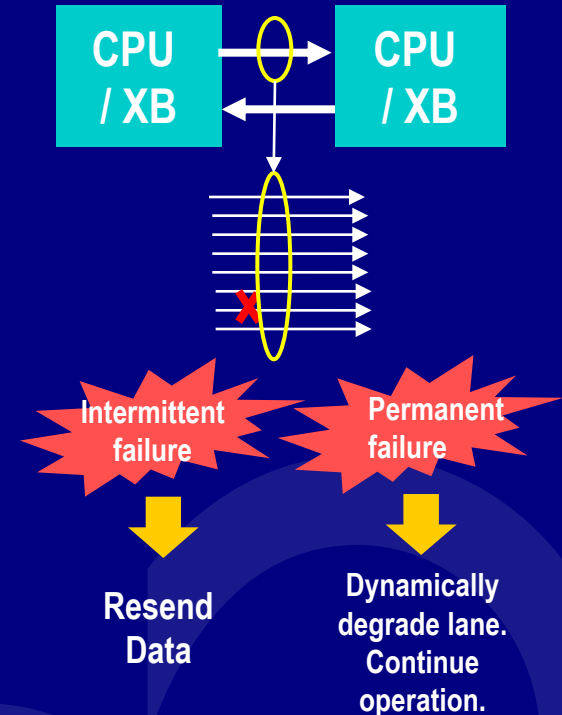 CPU
/ XB
CPU
/ XB
X
Intermittent
failure
Permanent
failure
Resend
Data
Dynamically
degrade lane.
Continue
operation.